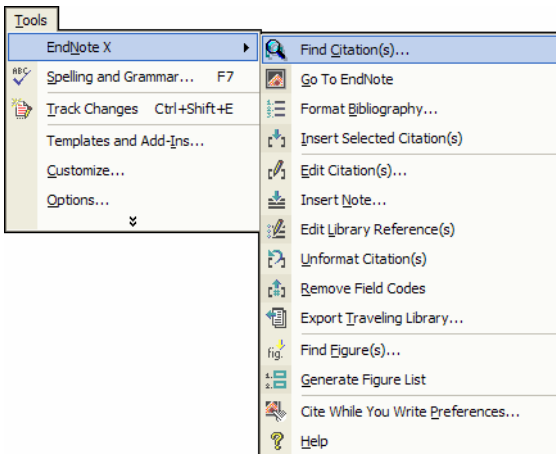 Tools
EndNote X
Spelling and Grammar... F7
Track Changes Ctrl+Shift+E
Templates and Add-Ins...
Customize...
Options...
Find Citation(s)...
Go To EndNote
Format Bibliography...
Insert Selected Citation(s)
Edit Citation(s)...
Insert Note...
Edit Library Reference(s)
Unformat Citation(s)
Remove Field Codes
Export Traveling Library...
Find Figure(s)...
Generate Figure List
Cite While You Write Preferences...
Help